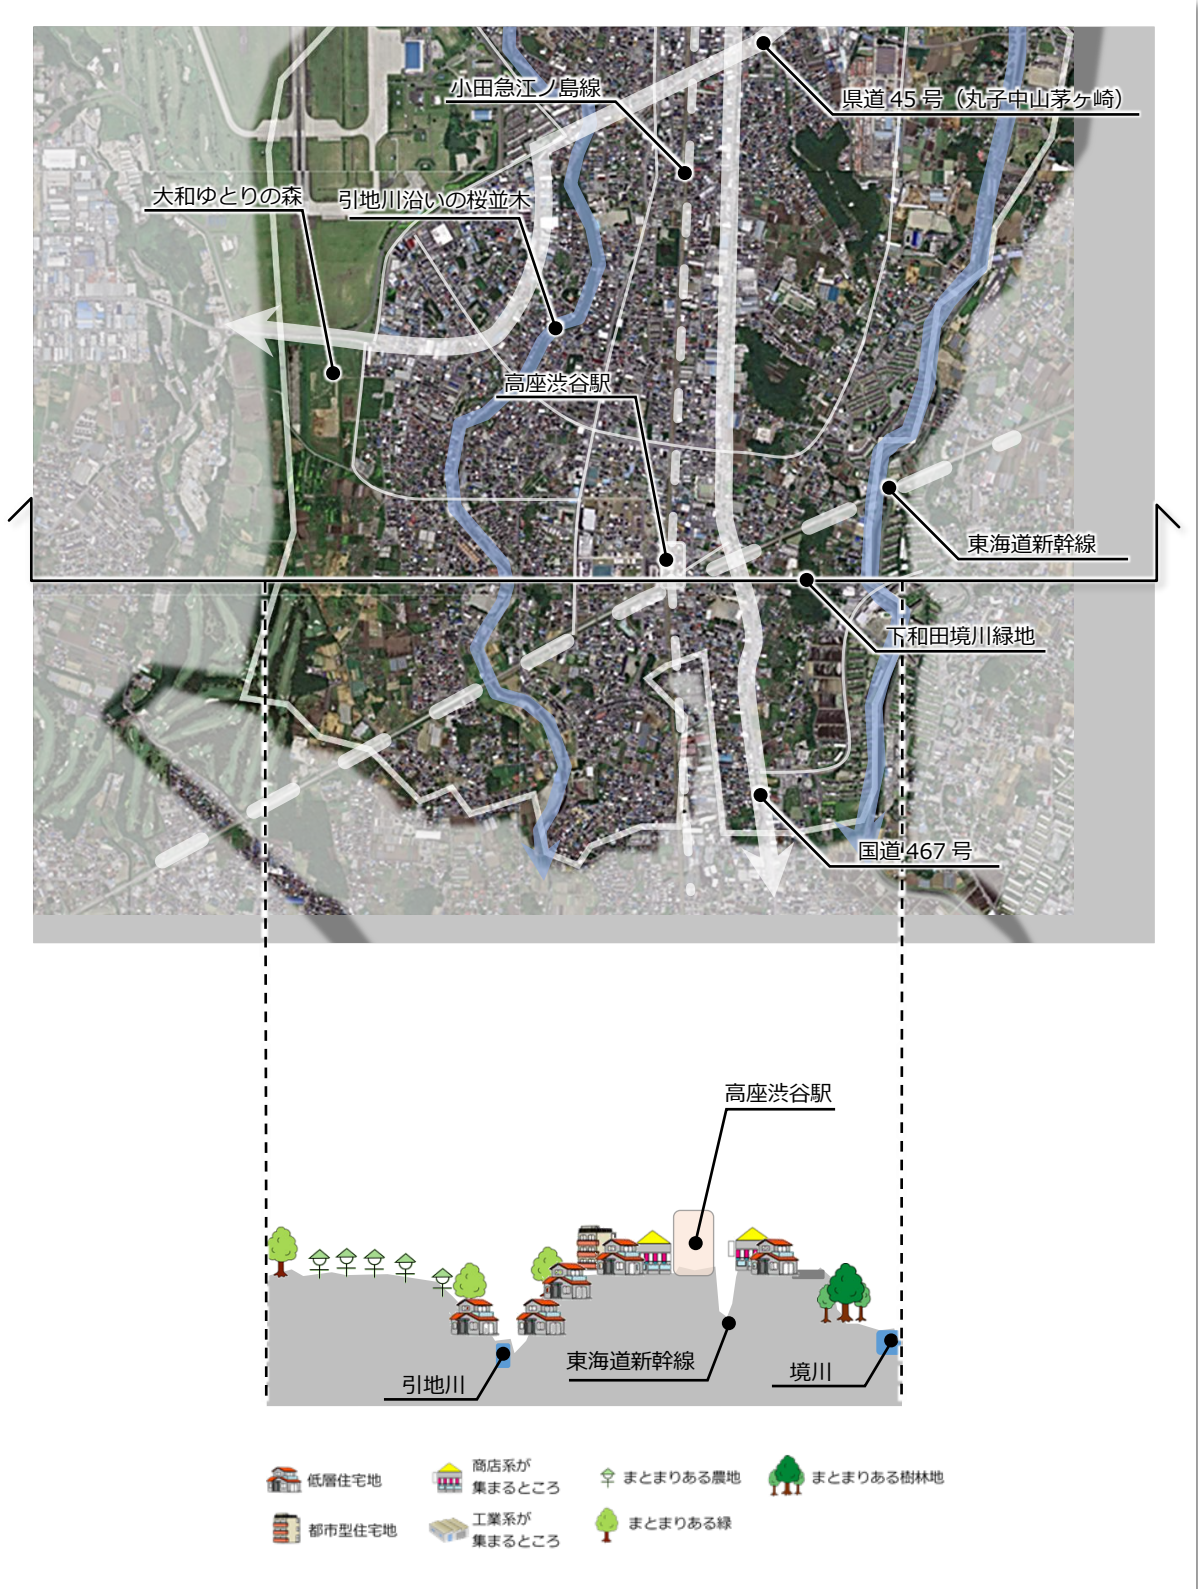 小田急江ノ島線
県道 45 号（丸子中山茅ヶ崎）
大和ゆとりの森
引地川沿いの桜並木
高座渋谷駅
東海道新幹線
下和田境川緑地
国道 467 号
高座渋谷駅
東海道新幹線
境川
引地川
低層住宅地
商店系が
集まるところ
まとまりある農地
まとまりある樹林地
都市型住宅地
工業系が
集まるところ
まとまりある緑